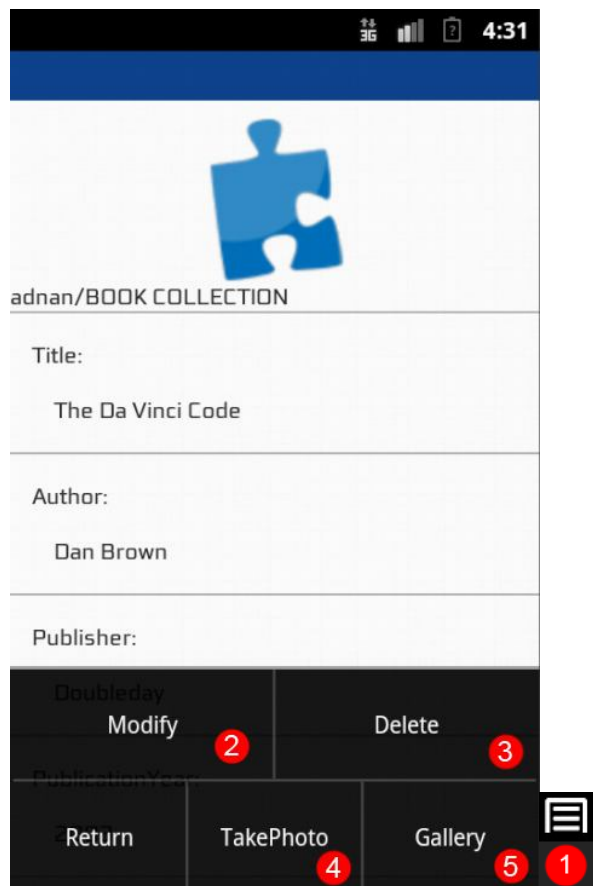 3G 4:31
adnan/BOOK COLLECTION
Title:
The Da Vinci Code
Author:
Dan Brown
Publisher:
Doubleday
Modify 2 Delete 3
PublicationYear:
Return TakePhoto 4 Gallery 5 1